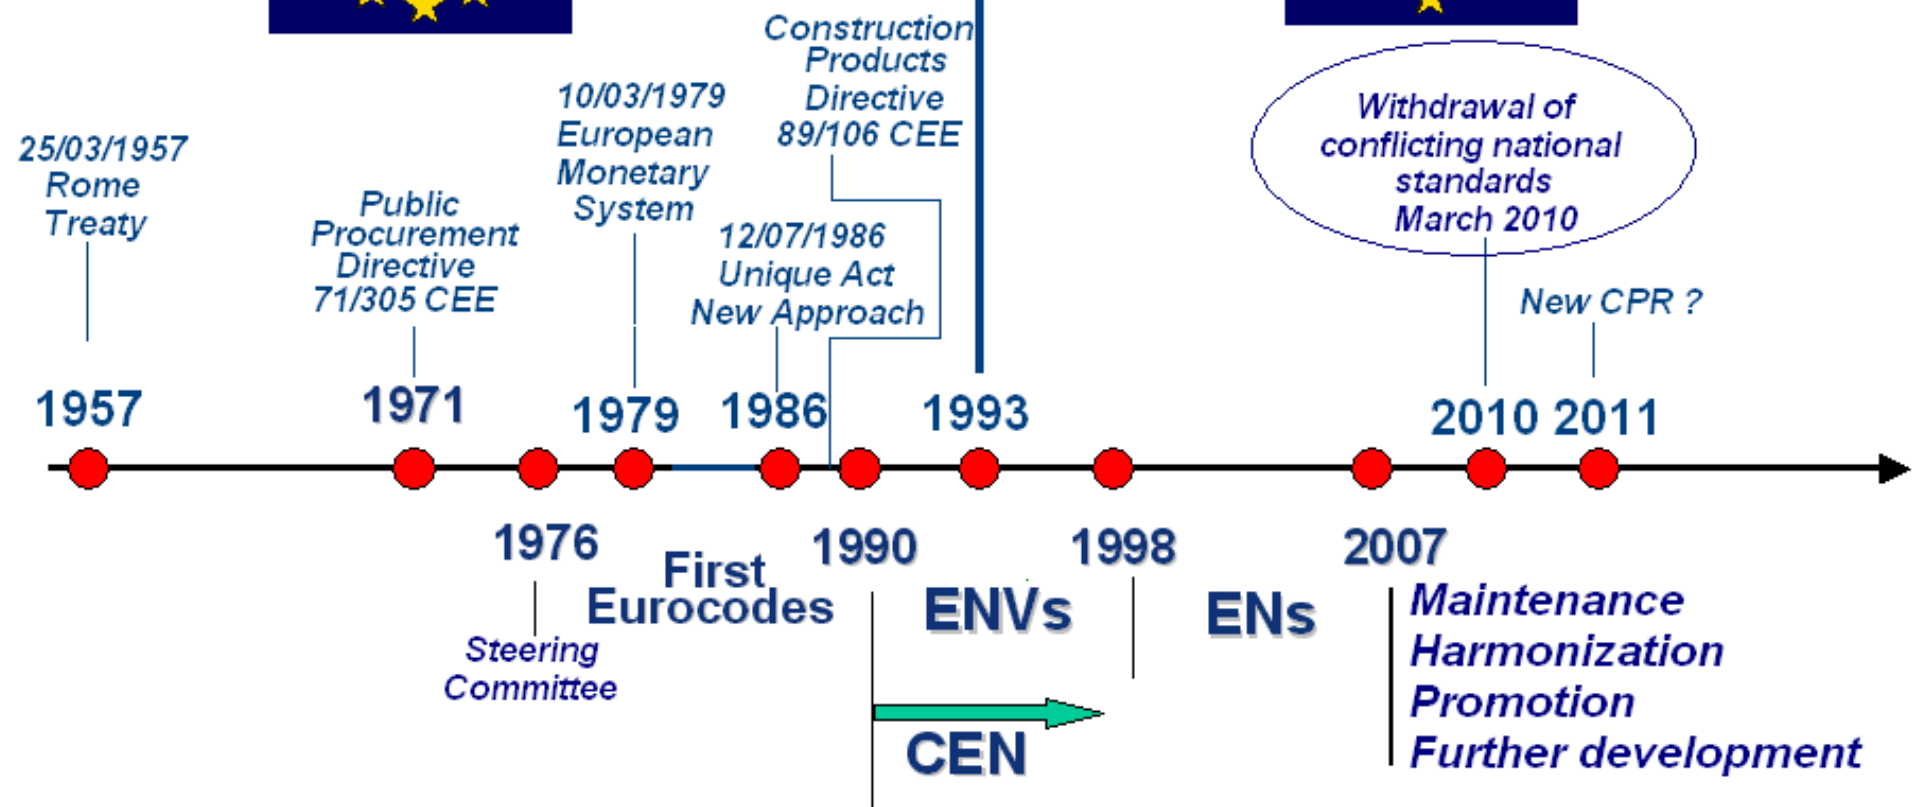 Construction
Products
Directive
89/106 CEE
10/03/1979
European
Monetary
System
25/03/1957
Rome
Treaty
Public
Procurement
Directive
71/305 CEE
12/07/1986
Unique Act
New Approach
Withdrawal of
conflicting national
standards
March 2010
New CPR ?
1957
1971
1979
1986
1993
2010
2011
1976
1990
1998
2007
Steering
Committee
First
Eurocodes
ENVs
ENs
CEN
Maintenance
Harmonization
Promotion
Further development